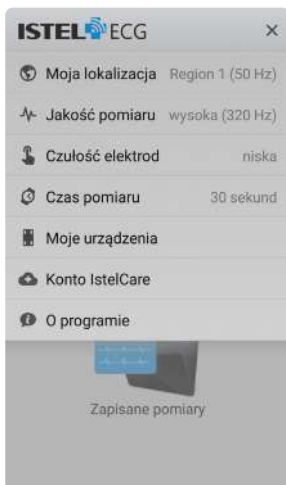 ISTEL ECG ×
Moja lokalizacja Region 1 (50 Hz)
Jakość pomiaru wysoka (320 Hz)
Czułość elektrod niska
Czas pomiaru 30 sekund
Moje urządzenia
Konto IstelCare
O programie
Zapisane pomiary